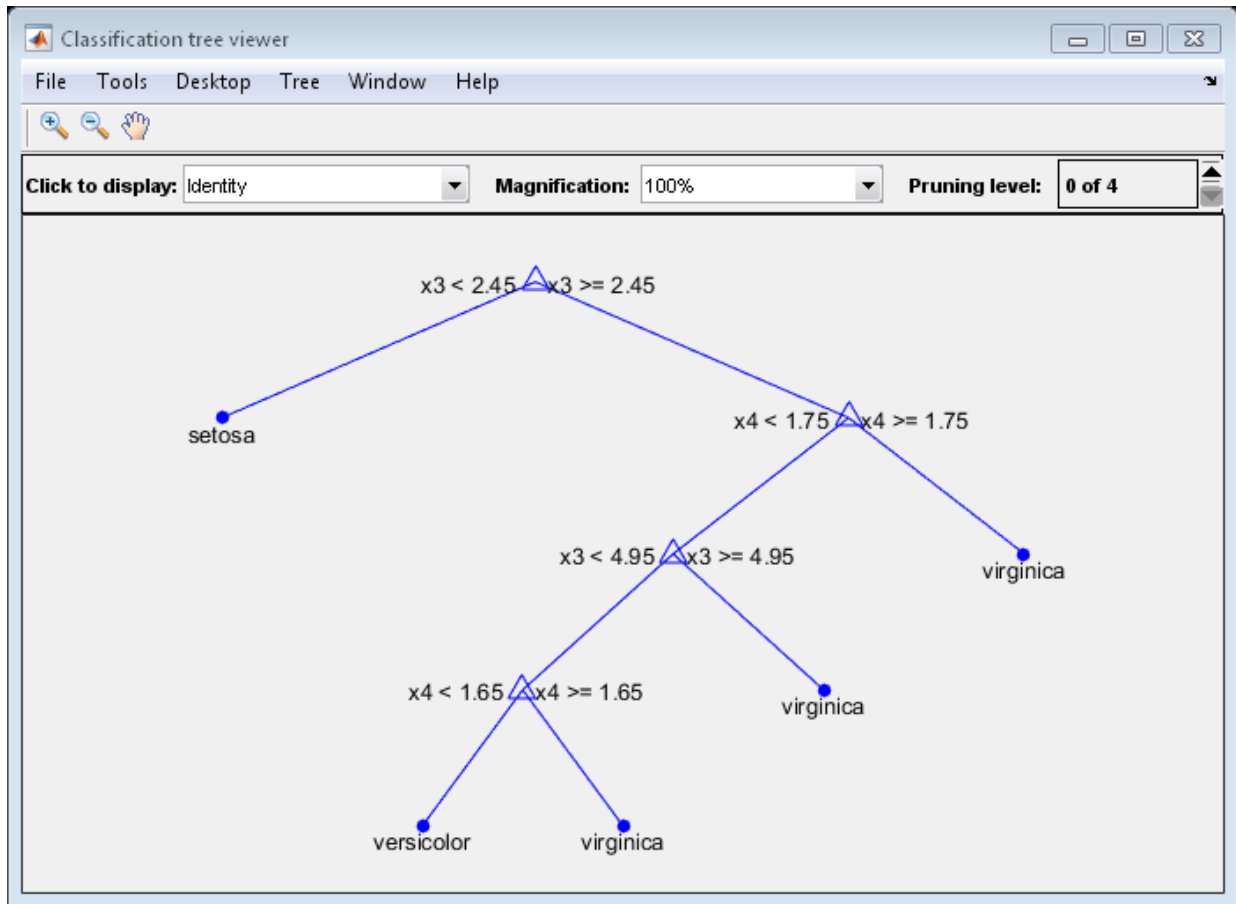 Classification tree viewer
File Tools Desktop Tree Window Help
Click to display: Identity Magnification: 100% Pruning level: 0 of 4
x3 < 2.45 x3 >= 2.45
setosa
x4 < 1.75 x4 >= 1.75
x3 < 4.95 x3 >= 4.95
virginica
x4 < 1.65 x4 >= 1.65
virginica
versicolor virginica